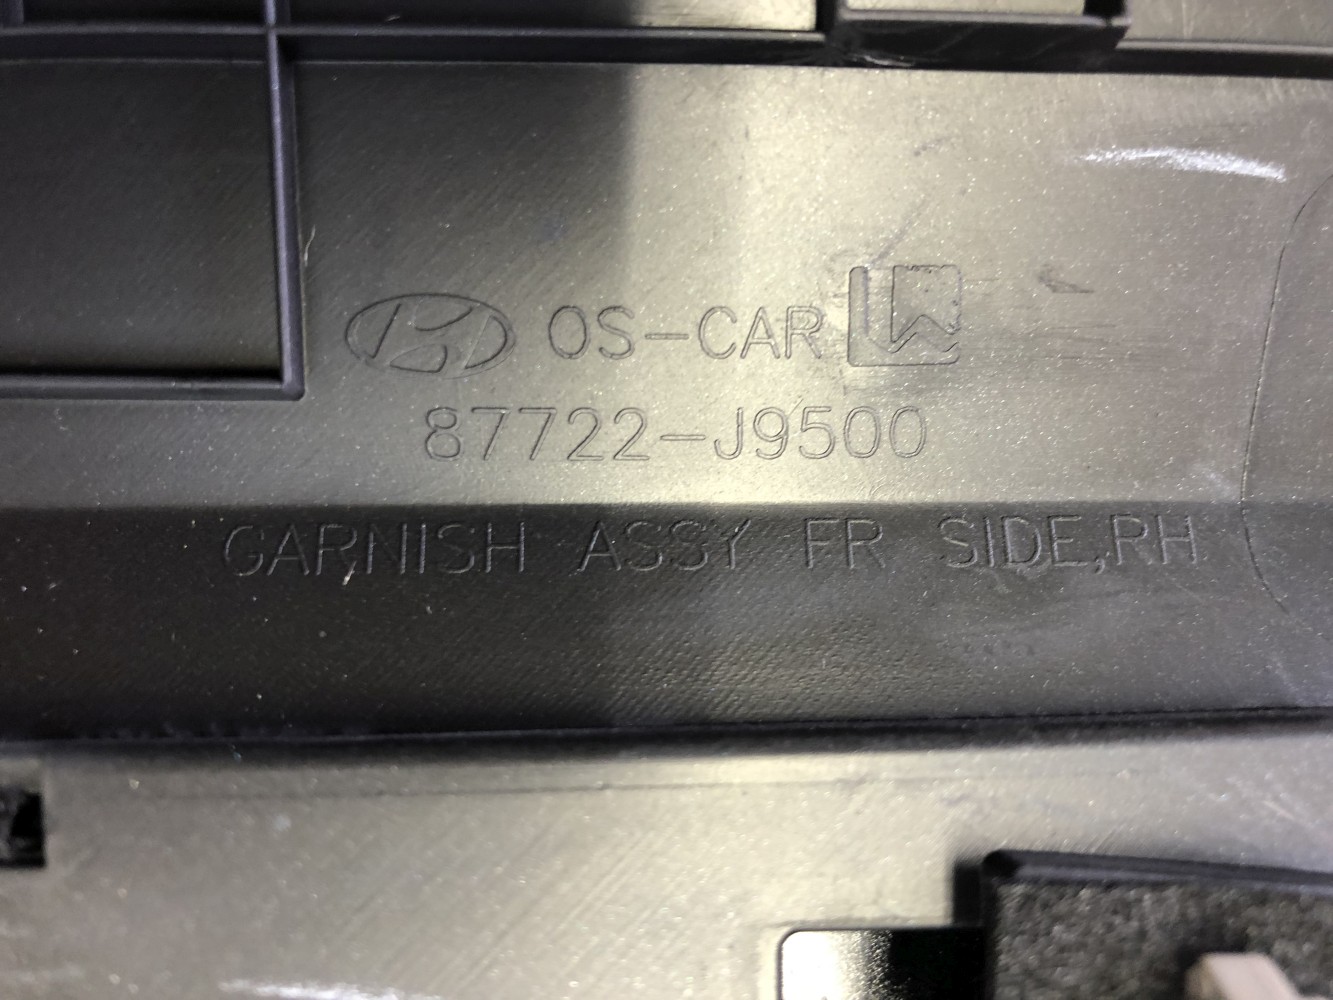 OS-CAR
87722-J9500
GARNISH ASSY FR SIDE,RH